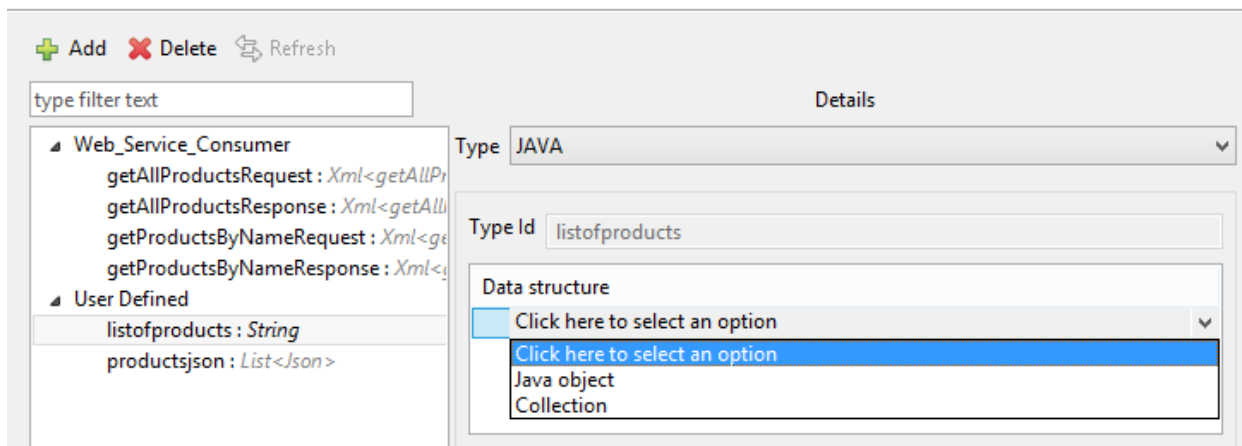 Add Delete Refresh
type filter text
Details
Web_Service_Consumer
Type JAVA
getAllProductsRequest : Xml<getAllPr
getAllProductsResponse : Xml<getAll
Type Id listofproducts
getProductsByNameRequest : Xml<ge
getProductsByNameResponse : Xml<
Data structure
User Defined
Click here to select an option
listofproducts : String
Click here to select an option
productsjson : List<Json>
Java object
Collection